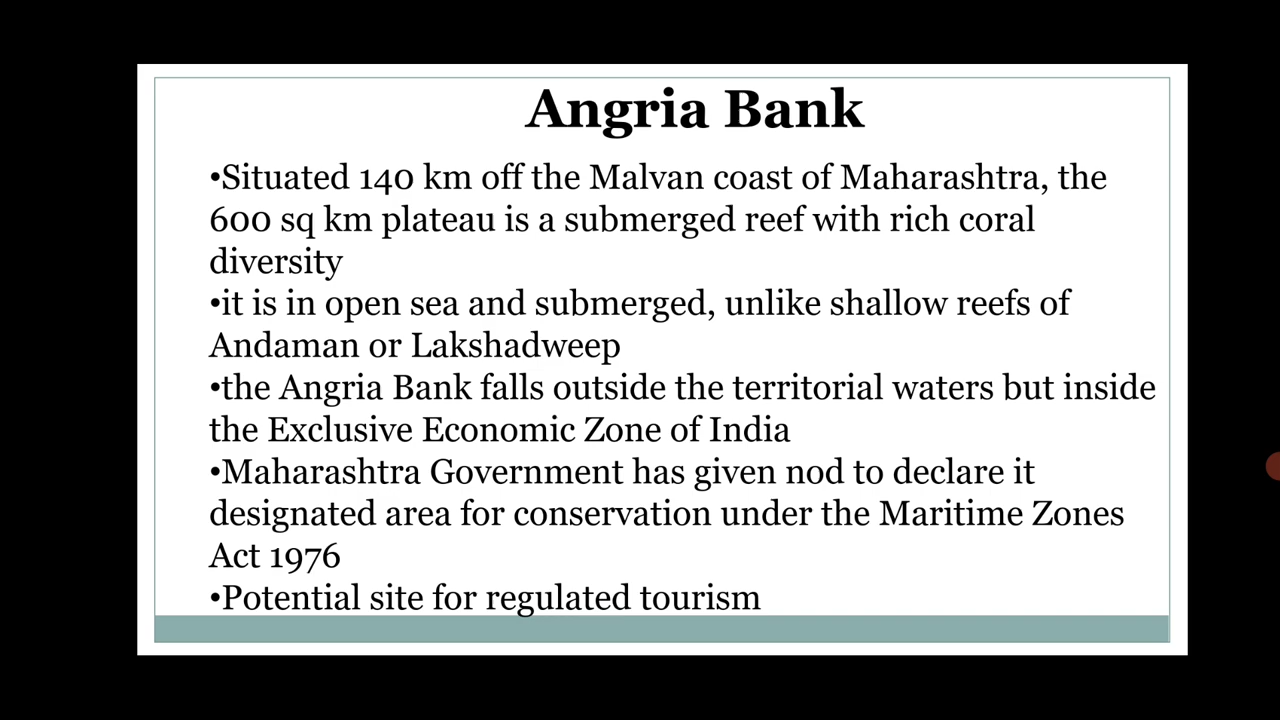 Angria Bank
•Situated 140 km off the Malvan coast of Maharashtra, the
600 sq km plateau is a submerged reef with rich coral
diversity
•it is in open sea and submerged, unlike shallow reefs of
Andaman or Lakshadweep
•the Angria Bank falls outside the territorial waters but inside
the Exclusive Economic Zone of India
•Maharashtra Government has given nod to declare it
designated area for conservation under the Maritime Zones
Act 1976
•Potential site for regulated tourism